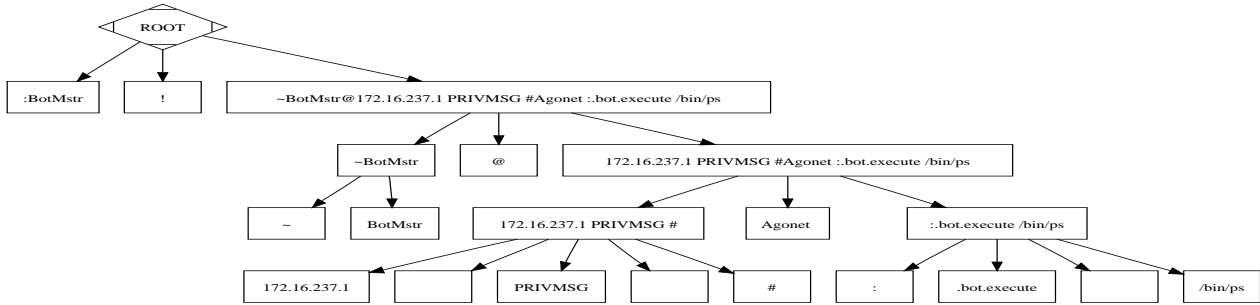 ROOT
:BotMstr
!
~BotMstr@172.16.237.1 PRIVMSG #Agonet :.bot.execute /bin/ps
~BotMstr
@
172.16.237.1 PRIVMSG #Agonet :.bot.execute /bin/ps
~
BotMstr
172.16.237.1 PRIVMSG #
Agonet
:.bot.execute /bin/ps
172.16.237.1
PRIVMSG
#
:
.bot.execute
/bin/ps